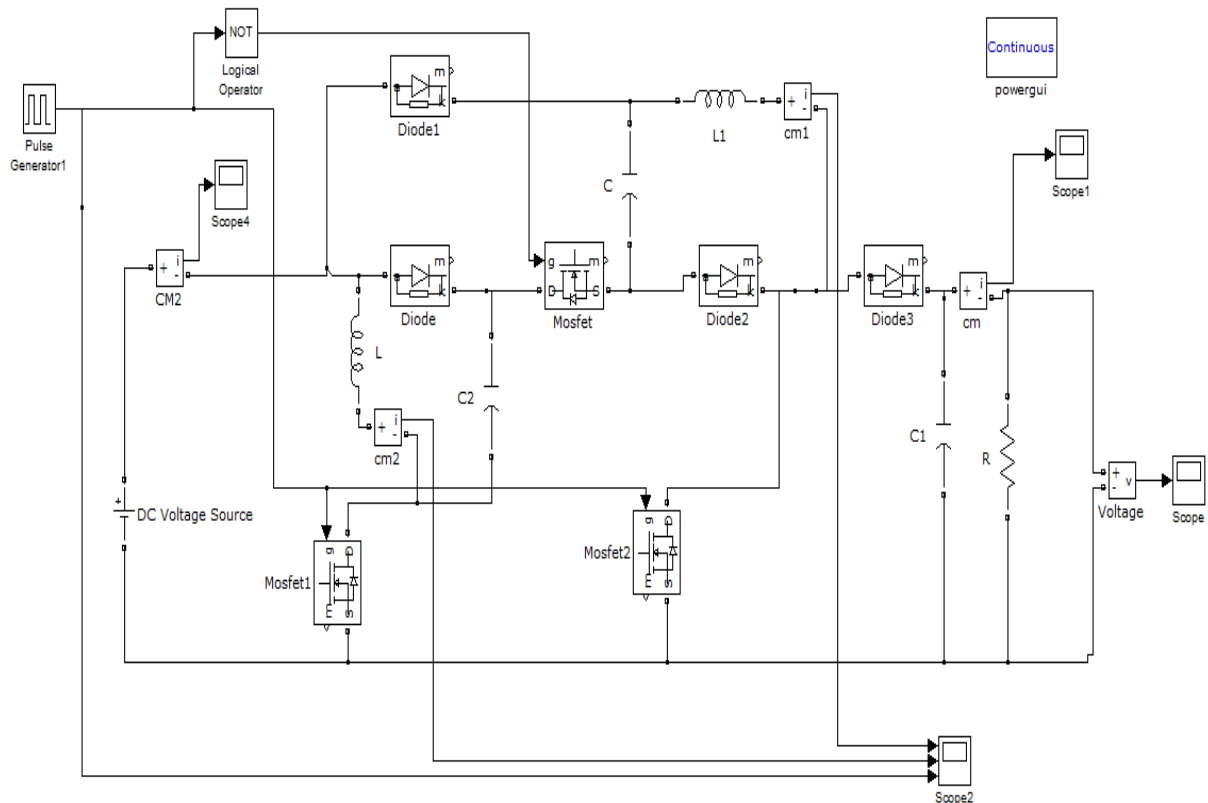 NOT
Logical
Operator
Pulse
Generator1
Continuous
powergui
m
a
k
Diode1
L1
+
i
-
cm1
Scope1
Scope4
C
+
i
-
CM2
m
a
k
Diode
g
m
D
S
Mosfet
m
a
k
Diode2
m
a
k
Diode3
+
i
-
cm
L
C2
+
i
-
cm2
C1
R
+
-
v
Voltage
Scope
+
DC Voltage Source
g
D
m
S
Mosfet1
g
D
m
S
Mosfet2
Scope2